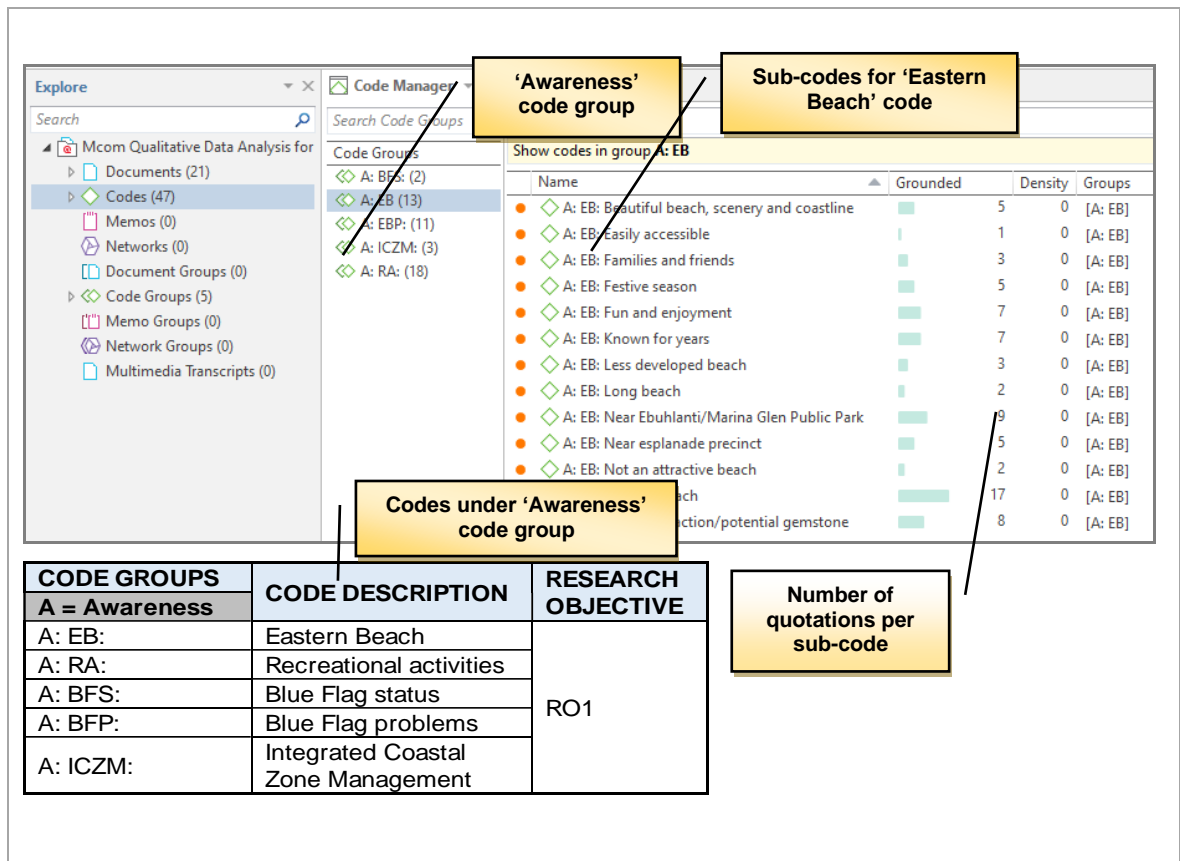 ‘Awareness’
code group
Sub-codes for ‘Eastern
Beach’ code
Explore
Search
Mcom Qualitative Data Analysis for
Documents (21)
Codes (47)
Memos (0)
Networks (0)
Document Groups (0)
Code Groups (5)
Memo Groups (0)
Network Groups (0)
Multimedia Transcripts (0)
Code Manager
Search Code Groups
Code Groups
A: BFS: (2)
A: EB (13)
A: EBP: (11)
A: ICZM: (3)
A: RA: (18)
Show codes in group A: EB
Name Grounded Density Groups
A: EB: Beautiful beach, scenery and coastline 5 0 [A: EB]
A: EB: Easily accessible 1 0 [A: EB]
A: EB: Families and friends 3 0 [A: EB]
A: EB: Festive season 5 0 [A: EB]
A: EB: Fun and enjoyment 7 0 [A: EB]
A: EB: Known for years 7 0 [A: EB]
A: EB: Less developed beach 3 0 [A: EB]
A: EB: Long beach 2 0 [A: EB]
A: EB: Near Ebuhlanti/Marina Glen Public Park 9 0 [A: EB]
A: EB: Near esplanade precinct 5 0 [A: EB]
A: EB: Not an attractive beach 2 0 [A: EB]
17 0 [A: EB]
gemstone 8 0 [A: EB]
Codes under ‘Awareness’
code group
Number of
quotations per
sub-code
CODE GROUPS CODE DESCRIPTION RESEARCH OBJECTIVE
A = Awareness
A: EB: Eastern Beach
A: RA: Recreational activities
A: BFS: Blue Flag status
A: BFP: Blue Flag problems
RO1
A: ICZM: Integrated Coastal
Zone Management